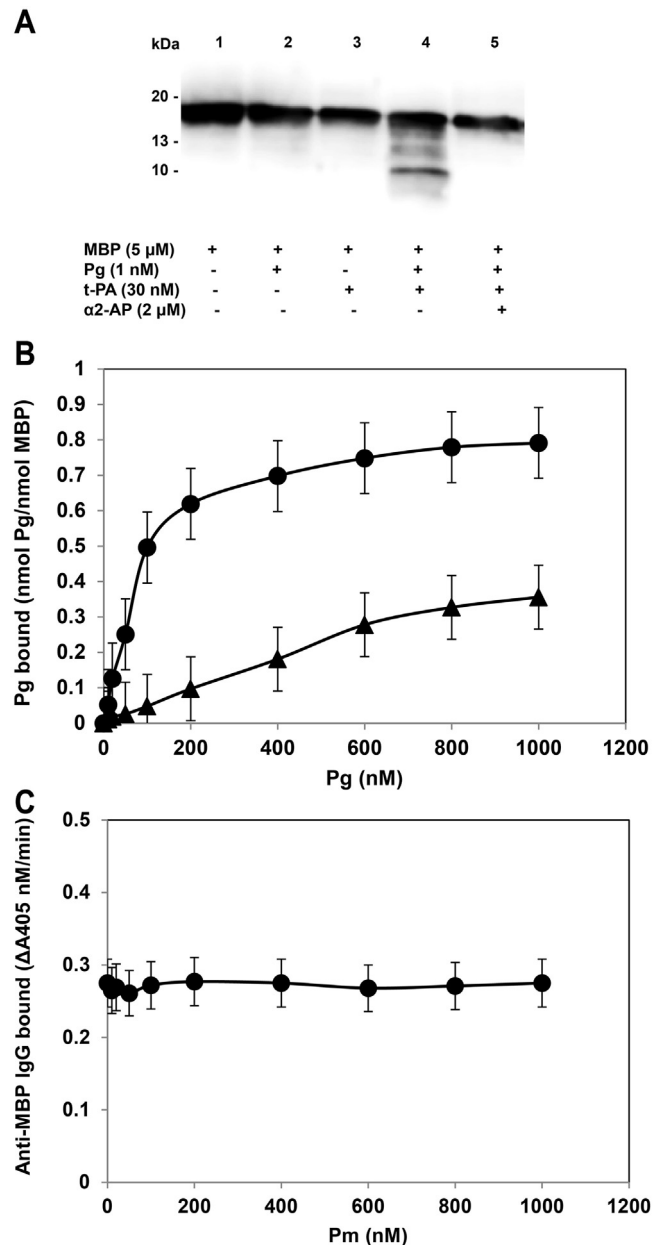 A
kDa 1 2 3 4 5
20 -
13 -
10 -
MBP (5 µM) + + + + +
Pg (1 nM) - + - + +
t-PA (30 nM) - - + + +
α2-AP (2 µM) - - - - +
B
Pg bound (nmol Pg/nmol MBP)
1
0.9
0.8
0.7
0.6
0.5
0.4
0.3
0.2
0.1
0
0 200 400 600 800 1000 1200
Pg (nM)
C
Anti-MBP IgG bound (ΔA405 nM/min)
0.5
0.4
0.3
0.2
0.1
0
0 200 400 600 800 1000 1200
Pm (nM)